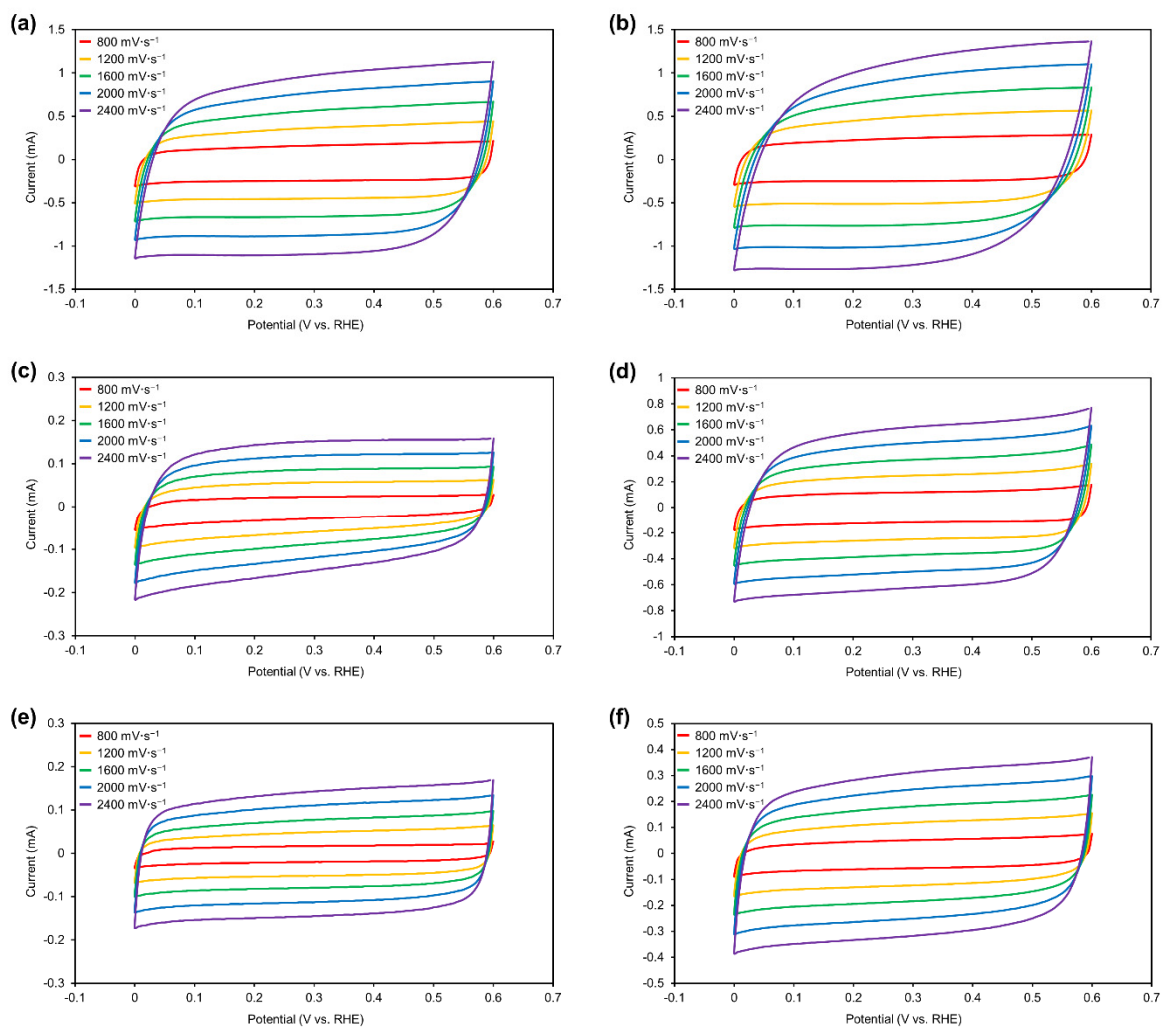 (a)
1.5
1
0.5
0
-0.5
-1
-1.5
Current (mA)
800 mV·s⁻¹
1200 mV·s⁻¹
1600 mV·s⁻¹
2000 mV·s⁻¹
2400 mV·s⁻¹
-0.1 0 0.1 0.2 0.3 0.4 0.5 0.6 0.7
Potential (V vs. RHE)
(b)
1.5
1
0.5
0
-0.5
-1
-1.5
Current (mA)
800 mV·s⁻¹
1200 mV·s⁻¹
1600 mV·s⁻¹
2000 mV·s⁻¹
2400 mV·s⁻¹
-0.1 0 0.1 0.2 0.3 0.4 0.5 0.6 0.7
Potential (V vs. RHE)
(c)
0.3
0.2
0.1
0
-0.1
-0.2
-0.3
Current (mA)
800 mV·s⁻¹
1200 mV·s⁻¹
1600 mV·s⁻¹
2000 mV·s⁻¹
2400 mV·s⁻¹
-0.1 0 0.1 0.2 0.3 0.4 0.5 0.6 0.7
Potential (V vs. RHE)
(d)
1
0.8
0.6
0.4
0.2
0
-0.2
-0.4
-0.6
-0.8
-1
Current (mA)
800 mV·s⁻¹
1200 mV·s⁻¹
1600 mV·s⁻¹
2000 mV·s⁻¹
2400 mV·s⁻¹
-0.1 0 0.1 0.2 0.3 0.4 0.5 0.6 0.7
Potential (V vs. RHE)
(e)
0.3
0.2
0.1
0
-0.1
-0.2
-0.3
Current (mA)
800 mV·s⁻¹
1200 mV·s⁻¹
1600 mV·s⁻¹
2000 mV·s⁻¹
2400 mV·s⁻¹
-0.1 0 0.1 0.2 0.3 0.4 0.5 0.6 0.7
Potential (V vs. RHE)
(f)
0.5
0.4
0.3
0.2
0.1
0
-0.1
-0.2
-0.3
-0.4
-0.5
Current (mA)
800 mV·s⁻¹
1200 mV·s⁻¹
1600 mV·s⁻¹
2000 mV·s⁻¹
2400 mV·s⁻¹
-0.1 0 0.1 0.2 0.3 0.4 0.5 0.6 0.7
Potential (V vs. RHE)